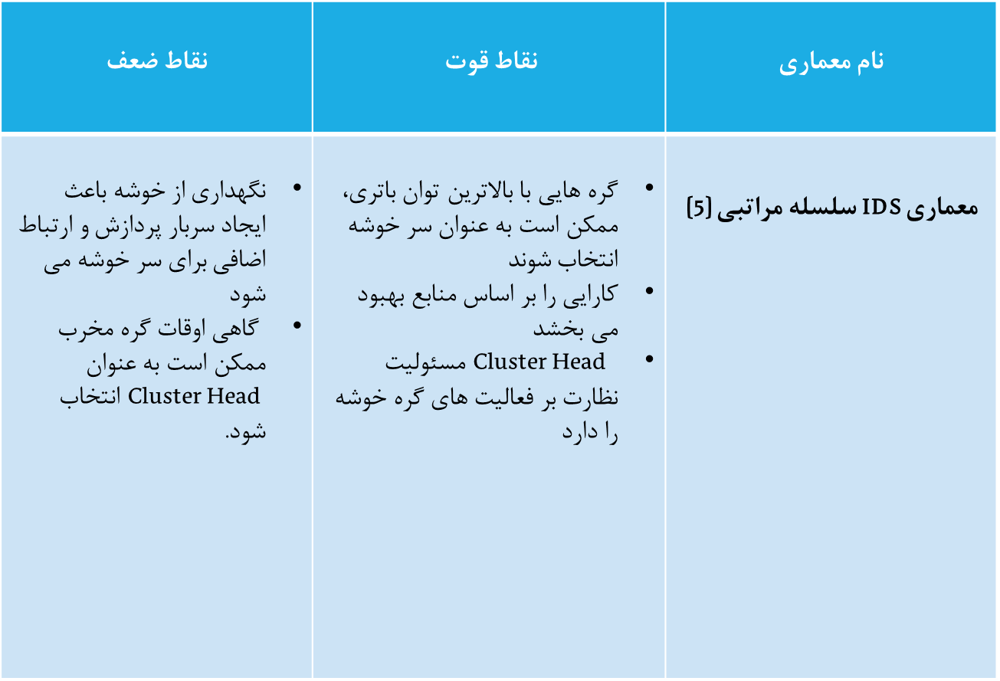 نام معماری
نقاط قوت
نقاط ضعف
معماری IDS سلسله مراتبی [5]
• گره هایی با بالاترین توان باتری،
ممکن است به عنوان سر خوشه
انتخاب شوند
• کارایی را بر اساس منابع بهبود
می بخشد
• Cluster Head مسئولیت
نظارت بر فعالیت های گره خوشه
را دارد
• نگهداری از خوشه باعث
ایجاد سربار پردازش و ارتباط
اضافی برای سر خوشه می
شود
• گاهی اوقات گره مخرب
ممکن است به عنوان
Cluster Head انتخاب
شود.